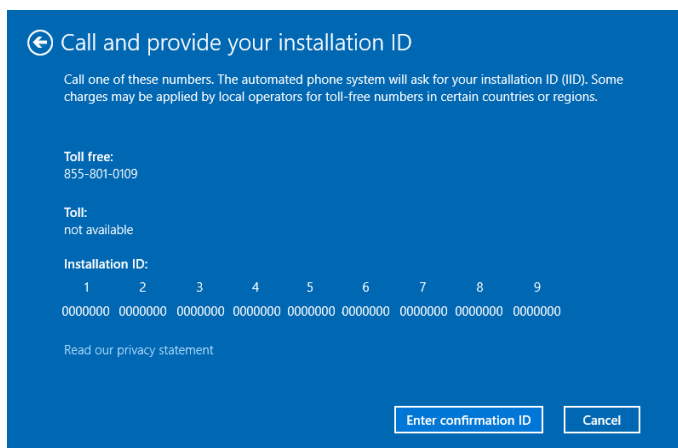 Call and provide your installation ID
Call one of these numbers. The automated phone system will ask for your installation ID (IID). Some
charges may be applied by local operators for toll-free numbers in certain countries or regions.
Toll free:
855-801-0109
Toll:
not available
Installation ID:
1 2 3 4 5 6 7 8 9
0000000 0000000 0000000 0000000 0000000 0000000 0000000 0000000 0000000
Read our privacy statement
Enter confirmation ID Cancel